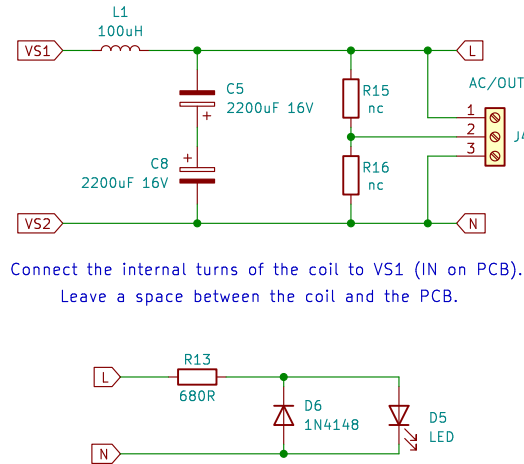 L1
100uH
VS1
L
C5
2200uF 16V
+
R15
nc
AC/OUT
1
2
3
J4
+
C8
2200uF 16V
R16
nc
VS2
N
Connect the internal turns of the coil to VS1 (IN on PCB).
Leave a space between the coil and the PCB.
R13
L
680R
D6
1N4148
D5
LED
N